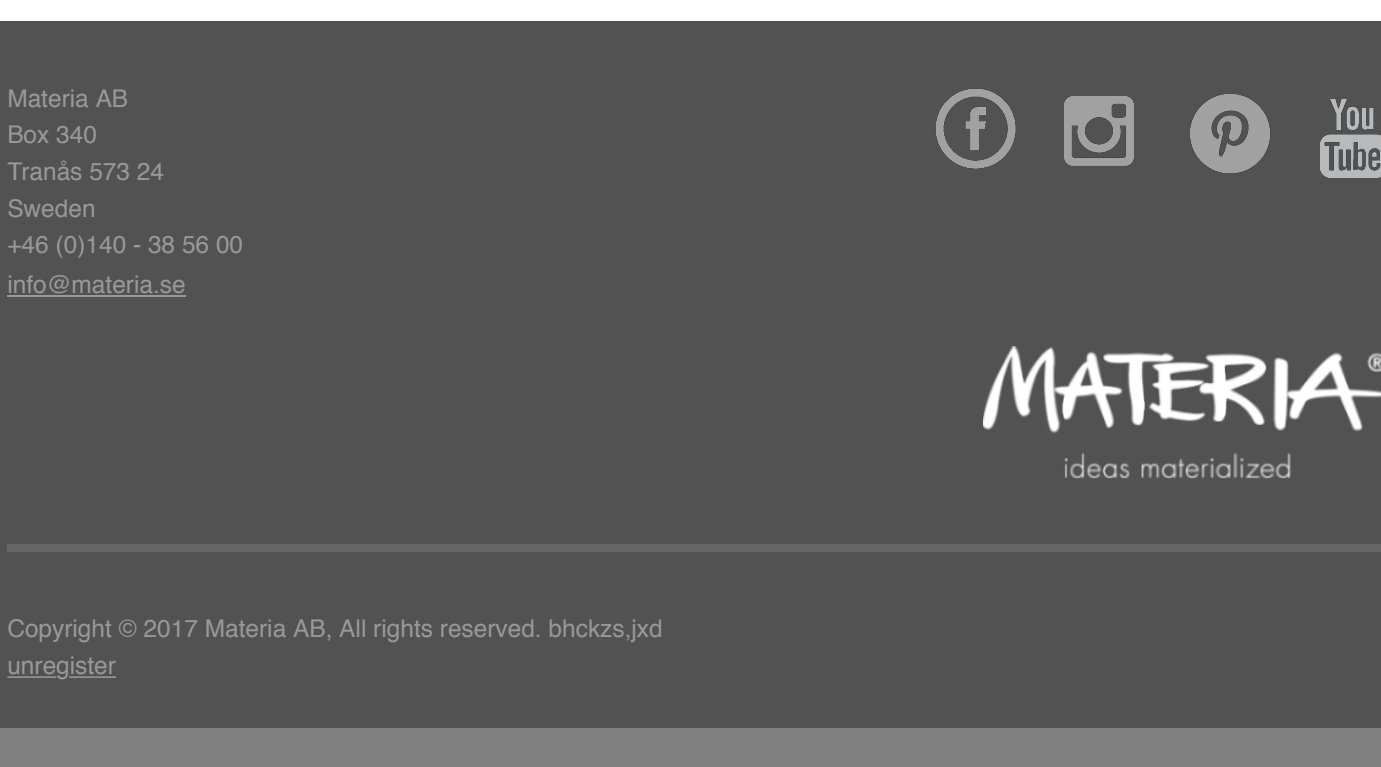 Materia AB
Box 340
Tranås 573 24
Sweden
+46 (0)140 - 38 56 00
info@materia.se
You
Tube
MATERIA®
ideas materialized
Copyright © 2017 Materia AB, All rights reserved. bhckzs,jxd
unregister